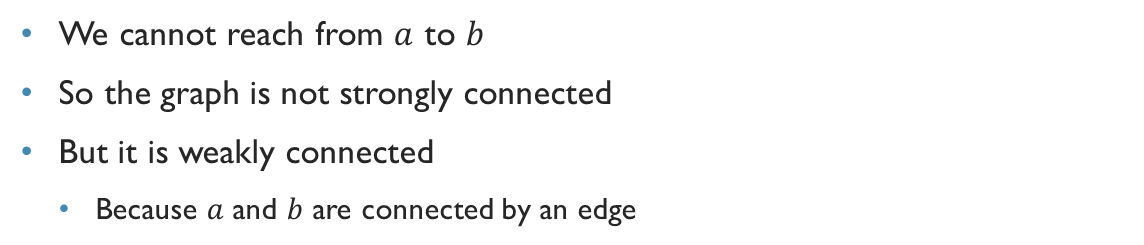 • We cannot reach from a to b
• So the graph is not strongly connected
• But it is weakly connected
• Because a and b are connected by an edge